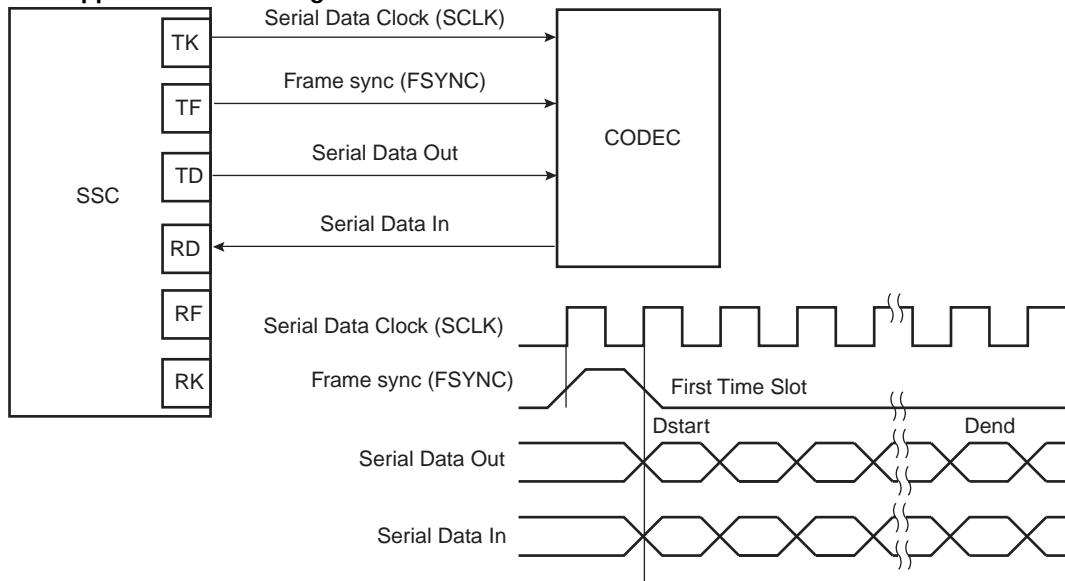 Serial Data Clock (SCLK)
TK
Frame sync (FSYNC)
TF
CODEC
Serial Data Out
TD
SSC
Serial Data In
RD
RF
Serial Data Clock (SCLK)
RK
Frame sync (FSYNC)
First Time Slot
Dstart
Dend
Serial Data Out
Serial Data In